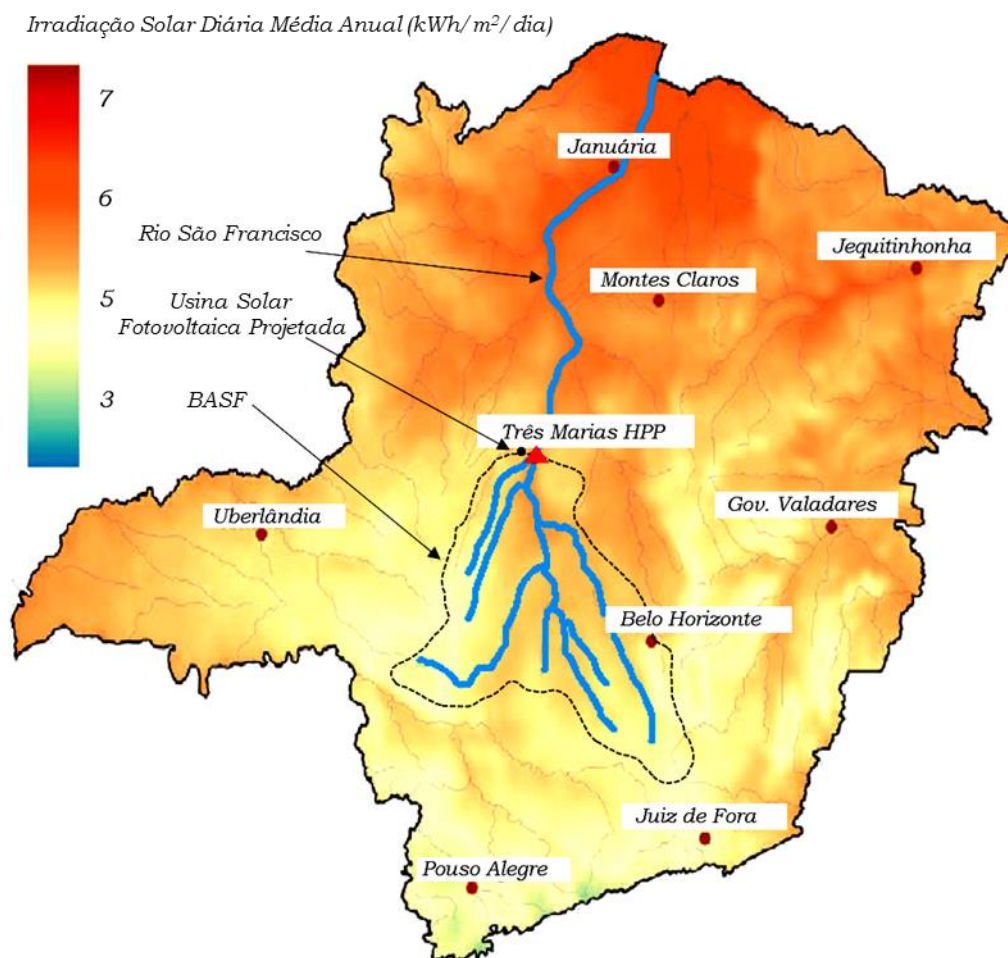 Irradiação Solar Diária Média Anual (kWh/m²/dia)
7
6
5
3
Januária
Rio São Francisco
Jequitinhonha
Montes Claros
Usina Solar
Fotovoltaica Projetada
BASF
Três Marias HPP
Uberlândia
Gov. Valadares
Belo Horizonte
Juiz de Fora
Pouso Alegre